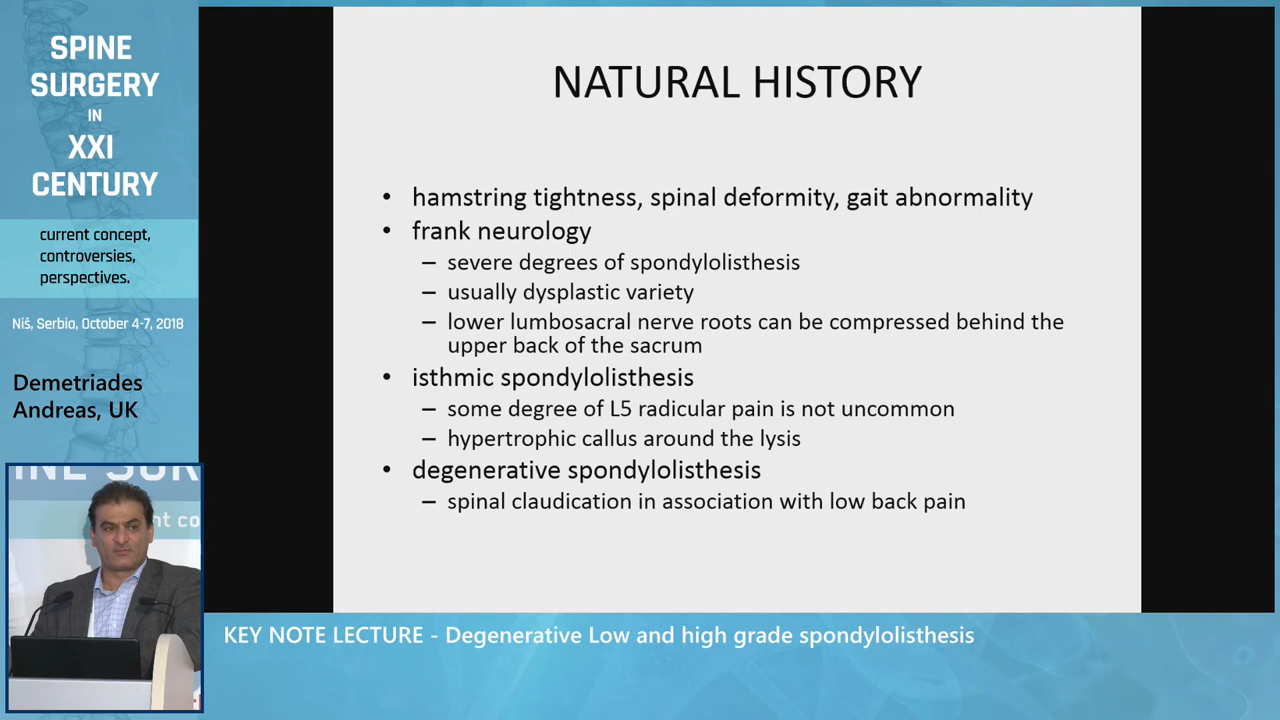 SPINE
SURGERY
IN
XXI
CENTURY
current concept,
controversies,
perspectives.
Niš, Serbia, October 4-7, 2018
Demetriades
Andreas, UK
NATURAL HISTORY
• hamstring tightness, spinal deformity, gait abnormality
• frank neurology
– severe degrees of spondylolisthesis
– usually dysplastic variety
– lower lumbosacral nerve roots can be compressed behind the
upper back of the sacrum
• isthmic spondylolisthesis
– some degree of L5 radicular pain is not uncommon
– hypertrophic callus around the lysis
• degenerative spondylolisthesis
– spinal claudication in association with low back pain
KEY NOTE LECTURE - Degenerative Low and high grade spondylolisthesis